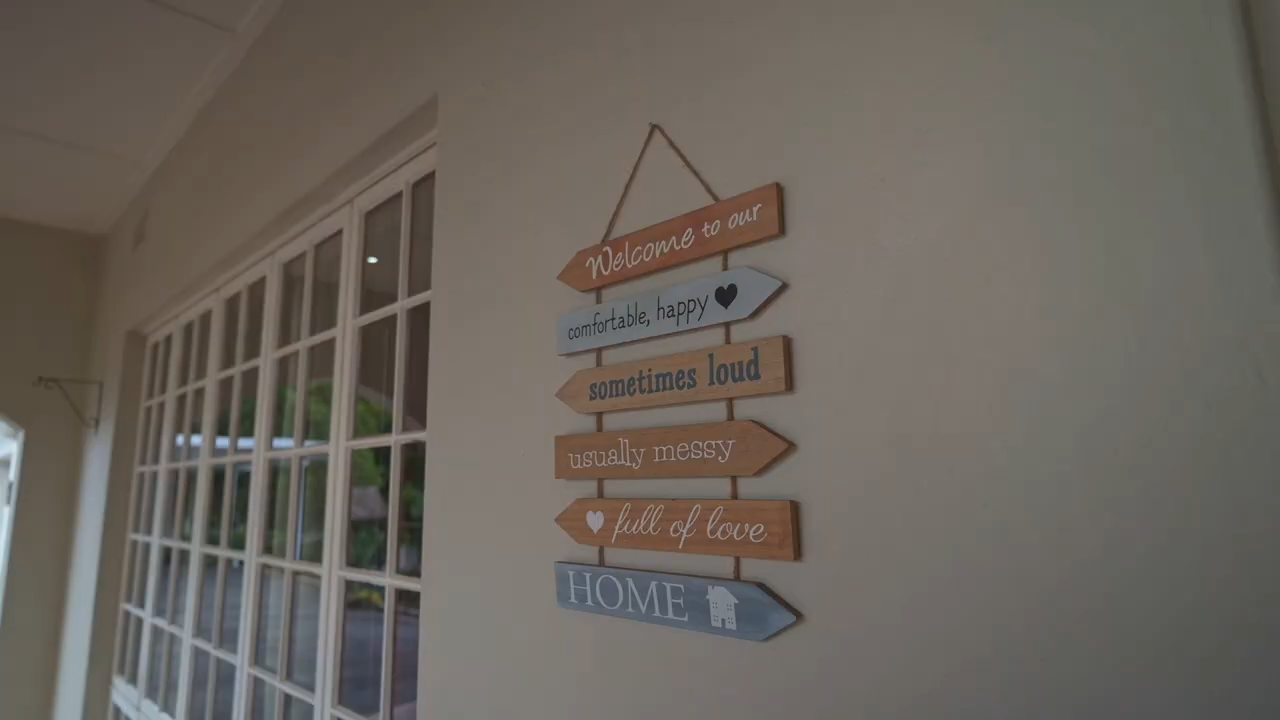 Welcome to our
comfortable, happy
sometimes loud
usually messy
full of love
HOME